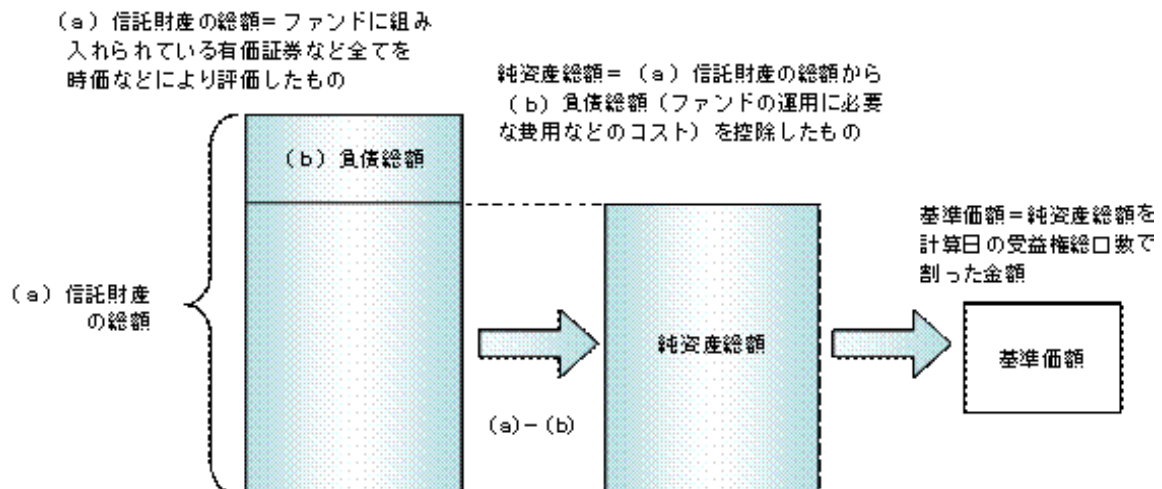 (a)信託財産の総額=ファンドに組み
入れられている有価証券など全てを
時価などにより評価したもの
純資産総額=(a)信託財産の総額から
(b)負債総額(ファンドの運用に必要
な費用などのコスト)を控除したもの
(b)負債総額
基準価額=純資産総額を
計算日の受益権総口数で
割った金額
(a)信託財産
の総額
純資産総額
基準価額
(a)-(b)